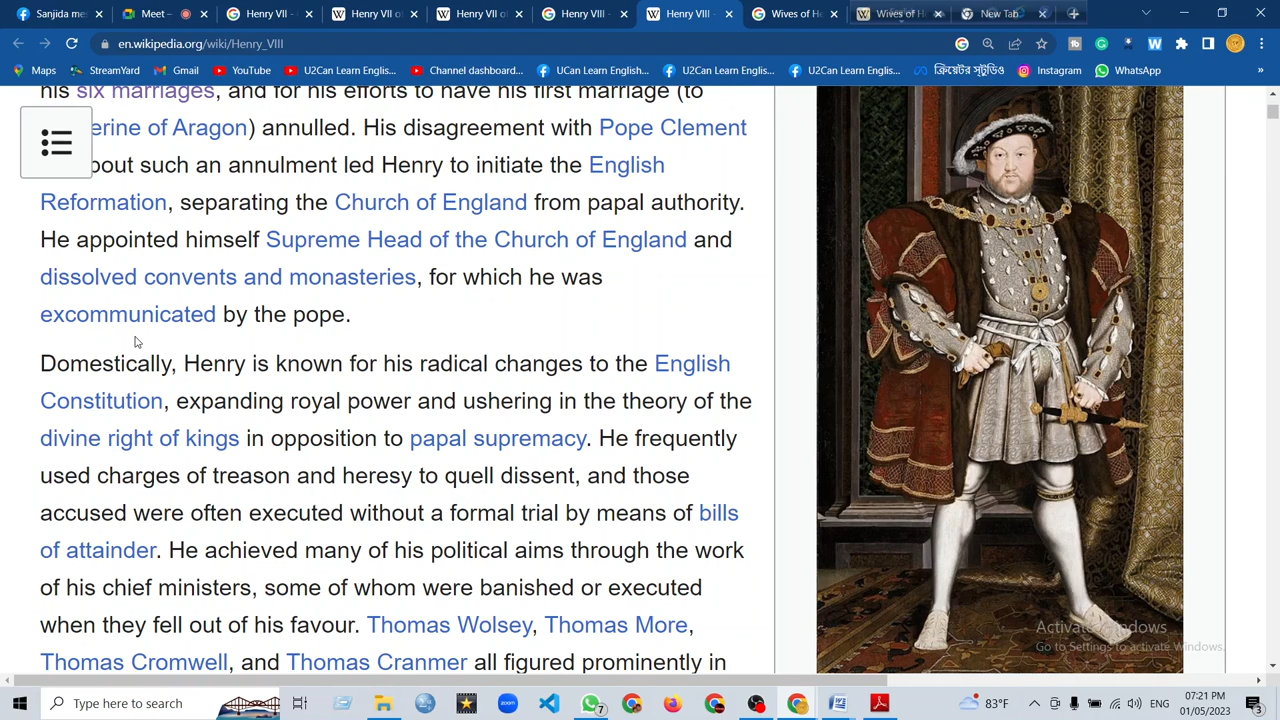 Sanjida me:
Meet –
Henry VII -
Henry VII o
Henry VII o
Henry VIII -
Henry VIII -
Wives of He
Wives of H
New Tab
en.wikipedia.org/wiki/Henry_VIII
Maps
StreamYard
Gmail
YouTube
U2Can Learn Englis...
Channel dashboard...
UCan Learn English...
U2Can Learn Englis...
U2Can Learn Englis...
ক্রিয়েটর স্টুডিও
Instagram
WhatsApp
»
his six marriages, and for his efforts to have his first marriage (to
erine of Aragon) annulled. His disagreement with Pope Clement
bout such an annulment led Henry to initiate the English
Reformation, separating the Church of England from papal authority.
He appointed himself Supreme Head of the Church of England and
dissolved convents and monasteries, for which he was
excommunicated by the pope.
Domestically, Henry is known for his radical changes to the English
Constitution, expanding royal power and ushering in the theory of the
divine right of kings in opposition to papal supremacy. He frequently
used charges of treason and heresy to quell dissent, and those
accused were often executed without a formal trial by means of bills
of attainder. He achieved many of his political aims through the work
of his chief ministers, some of whom were banished or executed
when they fell out of his favour. Thomas Wolsey, Thomas More,
Thomas Cromwell, and Thomas Cranmer all figured prominently in
Activate Windows
Go to Settings to activate Windows.
Type here to search
zoom
7
83°F
ENG
07:21 PM
01/05/2023
3